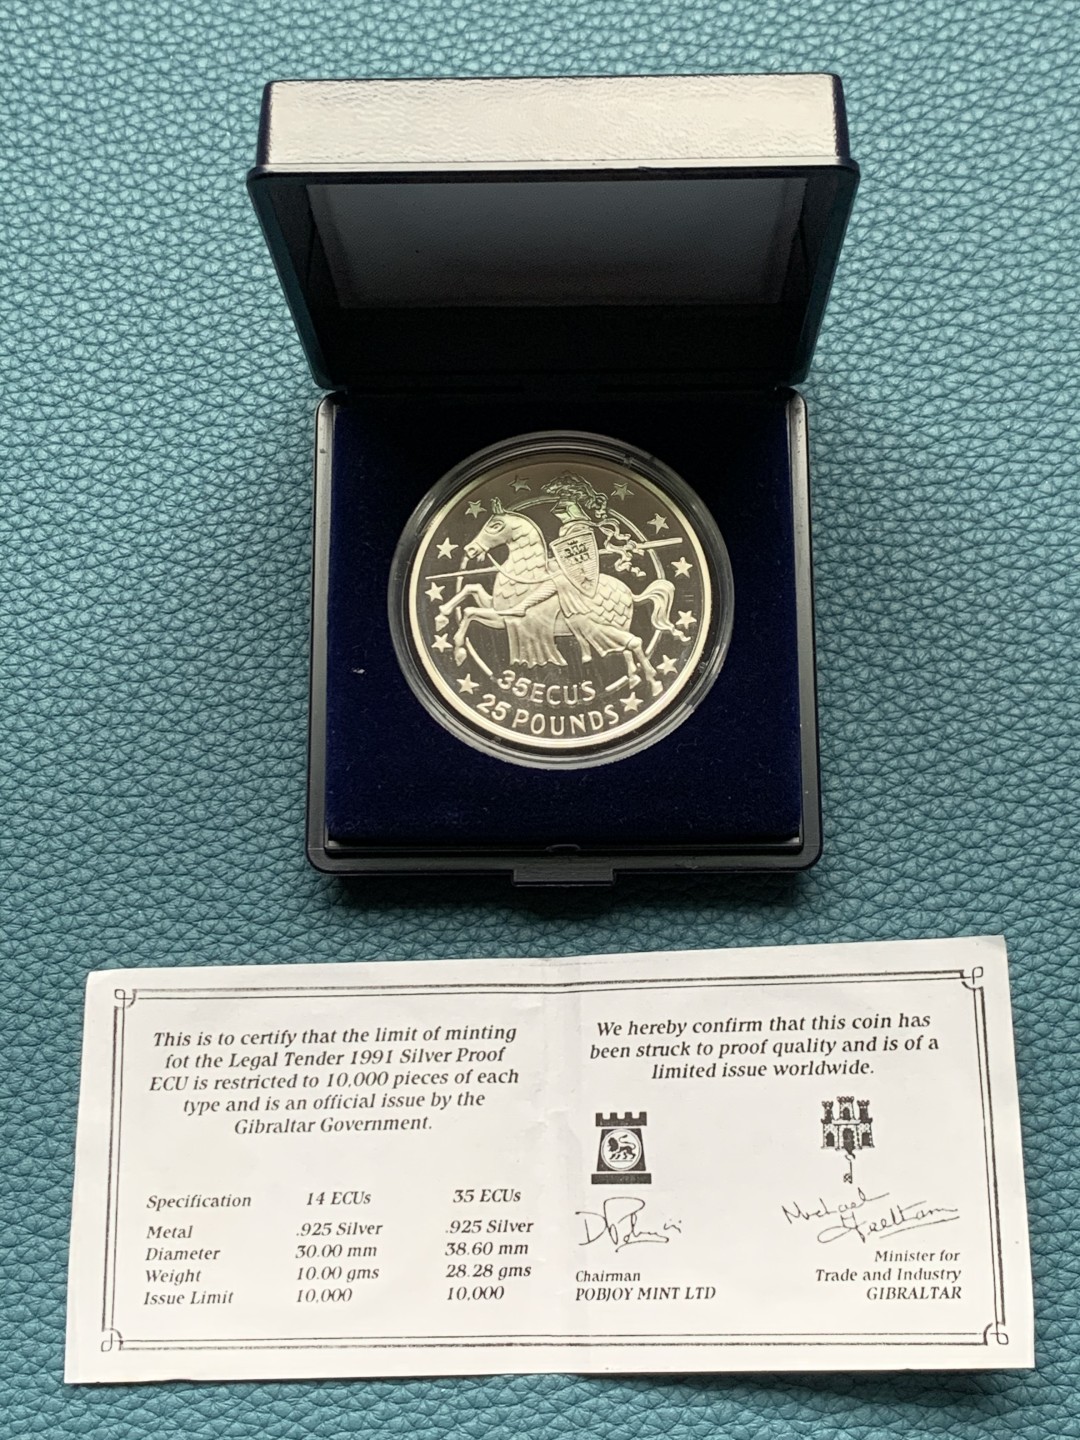 35 ECUS
25 POUNDS
This is to certify that the limit of minting
fot the Legal Tender 1991 Silver Proof
ECU is restricted to 10,000 pieces of each
type and is an official issue by the
Gibraltar Government.
Specification 14 ECUs 35 ECUs
Metal .925 Silver .925 Silver
Diameter 30.00 mm 38.60 mm
Weight 10.00 gms 28.28 gms
Issue Limit 10,000 10,000
We hereby confirm that this coin has
been struck to proof quality and is of a
limited issue worldwide.
Michael Feetham
Chairman
POBJOY MINT LTD
Minister for
Trade and Industry
GIBRALTAR